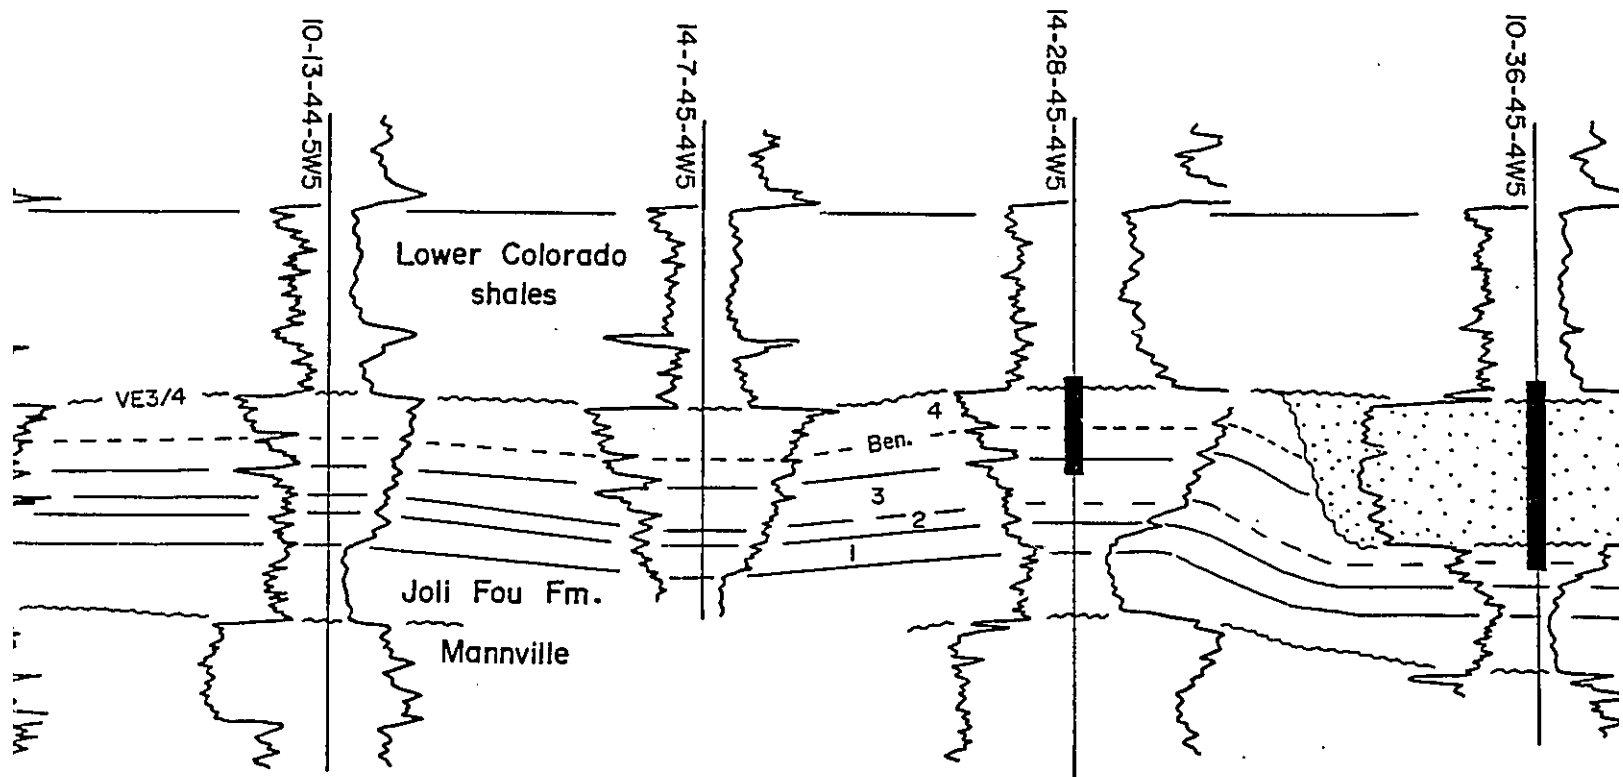 10-13-44-5W5
14-7-45-4W5
14-28-45-4W5
10-36-45-4W5
Lower Colorado
shales
VE3/4
4
Ben.
3
2
1
Joli Fou Fm.
Mannville